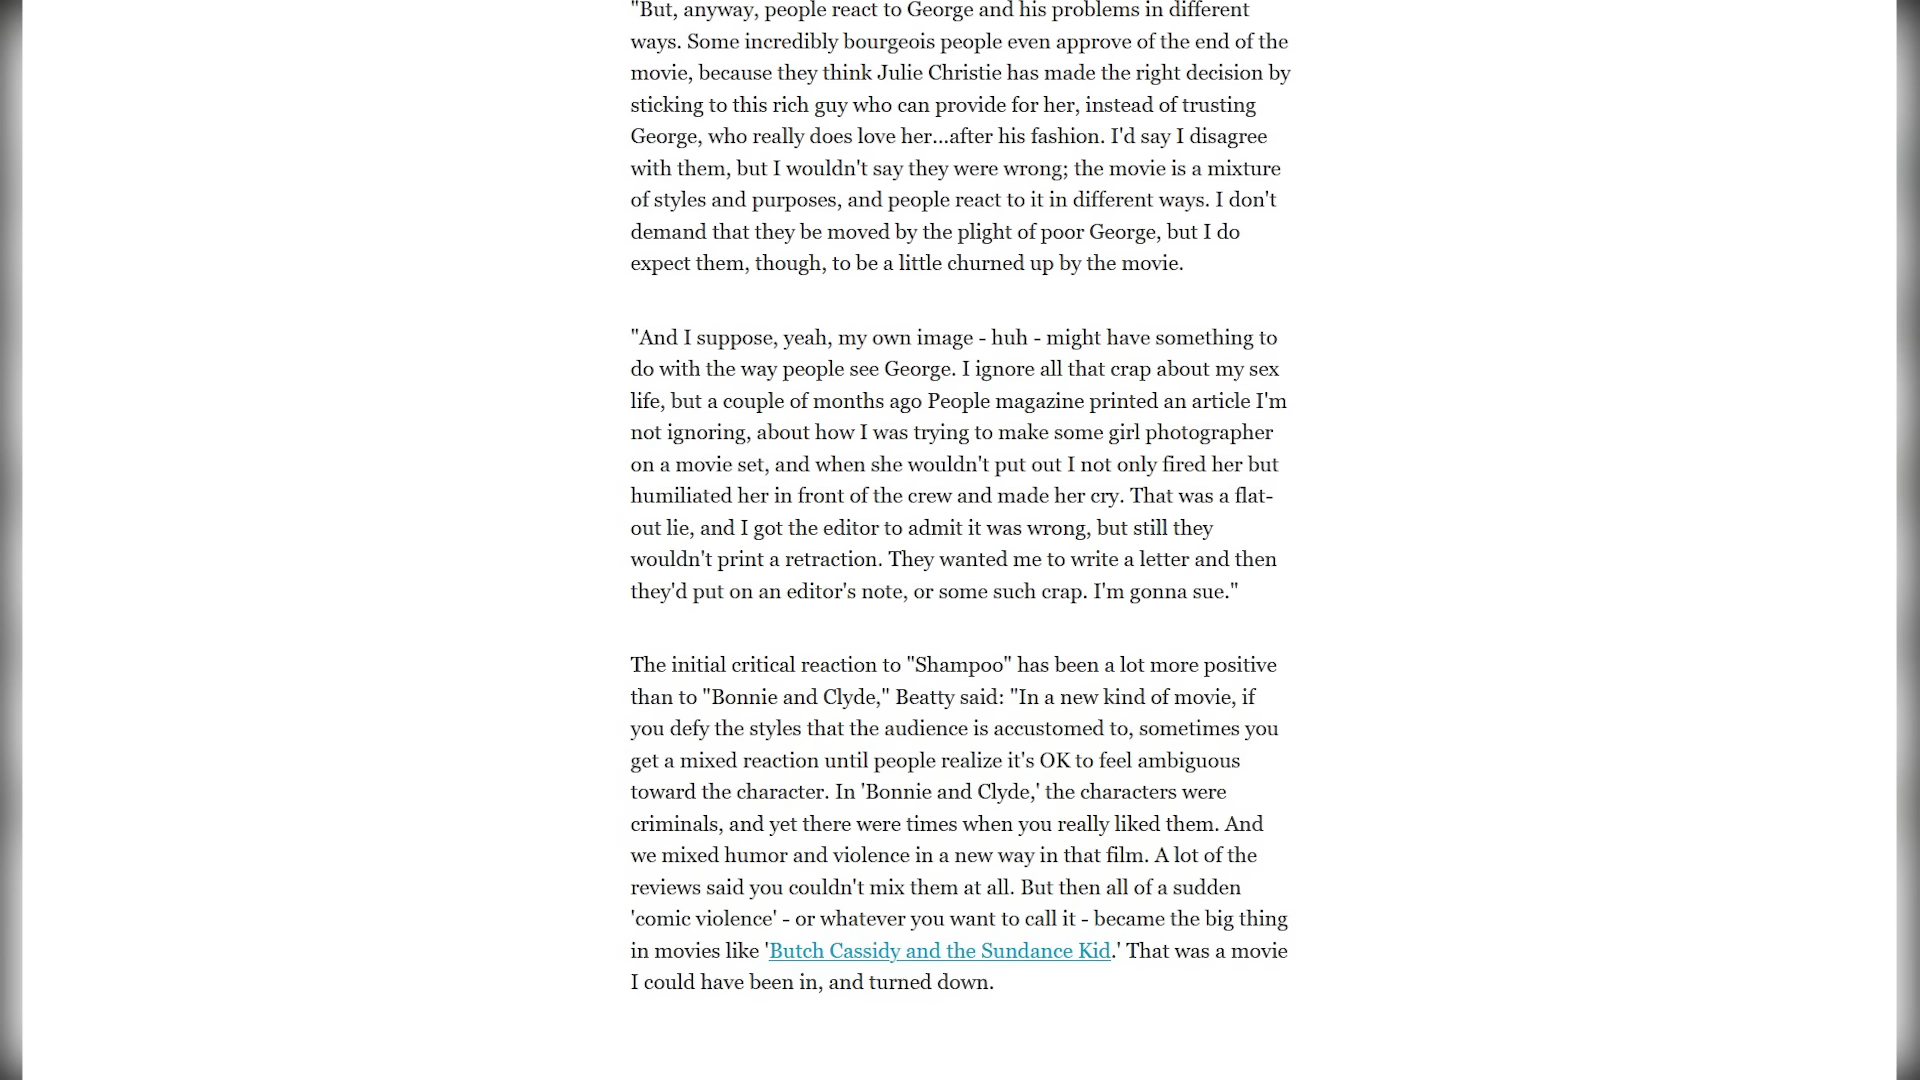 "But, anyway, people react to George and his problems in different
ways. Some incredibly bourgeois people even approve of the end of the
movie, because they think Julie Christie has made the right decision by
sticking to this rich guy who can provide for her, instead of trusting
George, who really does love her...after his fashion. I'd say I disagree
with them, but I wouldn't say they were wrong; the movie is a mixture
of styles and purposes, and people react to it in different ways. I don't
demand that they be moved by the plight of poor George, but I do
expect them, though, to be a little churned up by the movie.
"And I suppose, yeah, my own image - huh - might have something to
do with the way people see George. I ignore all that crap about my sex
life, but a couple of months ago People magazine printed an article I'm
not ignoring, about how I was trying to make some girl photographer
on a movie set, and when she wouldn't put out I not only fired her but
humiliated her in front of the crew and made her cry. That was a flat-
out lie, and I got the editor to admit it was wrong, but still they
wouldn't print a retraction. They wanted me to write a letter and then
they'd put on an editor's note, or some such crap. I'm gonna sue."
The initial critical reaction to "Shampoo" has been a lot more positive
than to "Bonnie and Clyde," Beatty said: "In a new kind of movie, if
you defy the styles that the audience is accustomed to, sometimes you
get a mixed reaction until people realize it's OK to feel ambiguous
toward the character. In 'Bonnie and Clyde,' the characters were
criminals, and yet there were times when you really liked them. And
we mixed humor and violence in a new way in that film. A lot of the
reviews said you couldn't mix them at all. But then all of a sudden
'comic violence' - or whatever you want to call it - became the big thing
in movies like 'Butch Cassidy and the Sundance Kid.' That was a movie
I could have been in, and turned down.